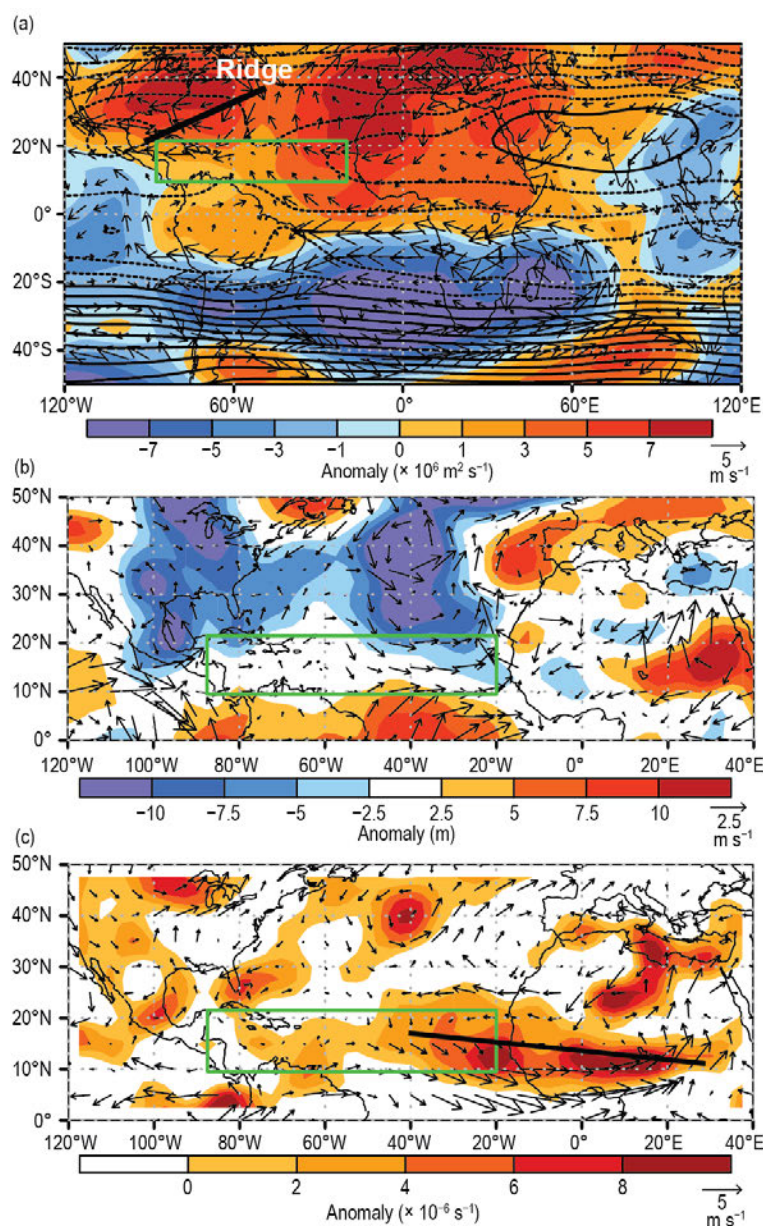 (a)
Ridge
40°N
20°N
0°
20°S
40°S
120°W 60°W 0° 60°E 120°E
−7 −5 −3 −1 0 1 3 5 7 5
Anomaly (× 10⁶ m² s⁻¹) m s⁻¹
(b)
50°N
40°N
30°N
20°N
10°N
0°
120°W 100°W 80°W 60°W 40°W 20°W 0° 20°E 40°E
−10 −7.5 −5 −2.5 2.5 5 7.5 10 2.5
Anomaly (m) m s⁻¹
(c)
50°N
40°N
30°N
20°N
10°N
0°
120°W 100°W 80°W 60°W 40°W 20°W 0° 20°E 40°E
0 2 4 6 8 5
Anomaly (× 10⁻⁶ s⁻¹) m s⁻¹